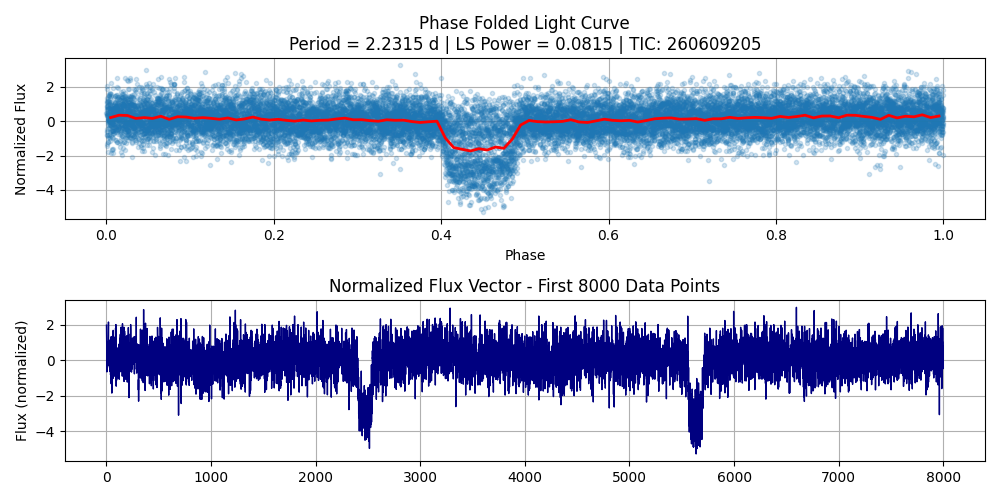 Phase Folded Light Curve
Period = 2.2315 d | LS Power = 0.0815 | TIC: 260609205
Normalized Flux
2
0
−2
−4
0.0 0.2 0.4 0.6 0.8 1.0
Phase
Normalized Flux Vector - First 8000 Data Points
Flux (normalized)
2
0
−2
−4
0 1000 2000 3000 4000 5000 6000 7000 8000